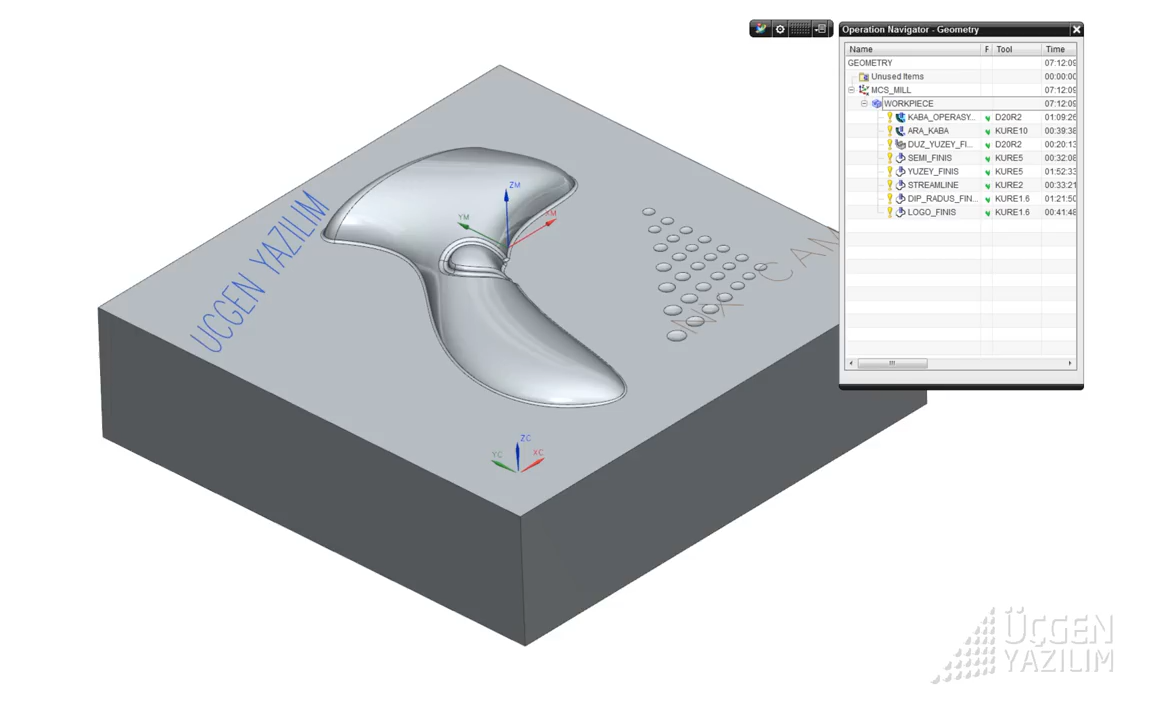 Operation Navigator - Geometry
Name F Tool Time
GEOMETRY 07:12:09
Unused Items 00:00:00
MCS_MILL 07:12:09
WORKPIECE 07:12:09
KABA_OPERASY... D20R2 01:09:26
ARA_KABA KURE10 00:39:38
DUZ_YUZEY_FI... D20R2 00:20:13
SEMI_FINIS KURE5 00:32:08
YUZEY_FINIS KURE5 01:52:33
STREAMLINE KURE2 00:33:21
DIP_RADUS_FIN... KURE1.6 01:21:50
LOGO_FINIS KURE1.6 00:41:48
ZM
YM
XM
UCGEN YAZILIM
NX CAM
ZC
YC
XC
ÜÇGEN
YAZILIM